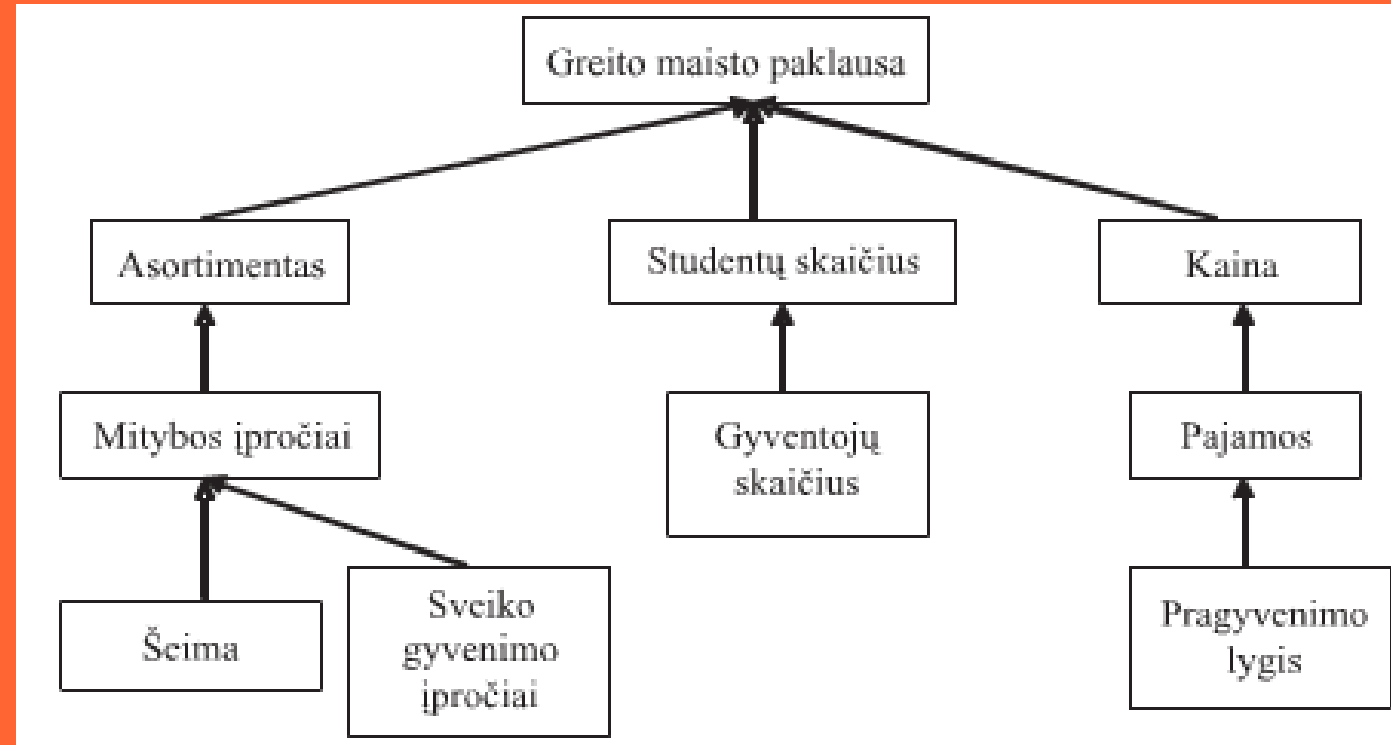 Greito maisto paklausa
Asortimentas
Studentų skaičius
Kaina
Mitybos įpročiai
Gyventojų
skaičius
Pajamos
Šeima
Sveiko
gyvenimo
įpročiai
Pragyvenimo
lygis